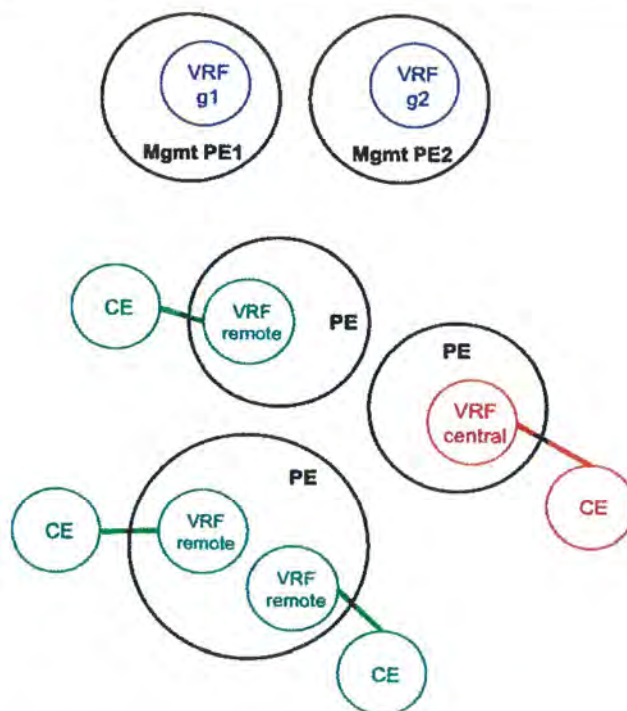 VRF
g1
Mgmt PE1
VRF
g2
Mgmt PE2
CE
VRF
remote
PE
PE
VRF
central
CE
PE
CE
VRF
remote
VRF
remote
CE